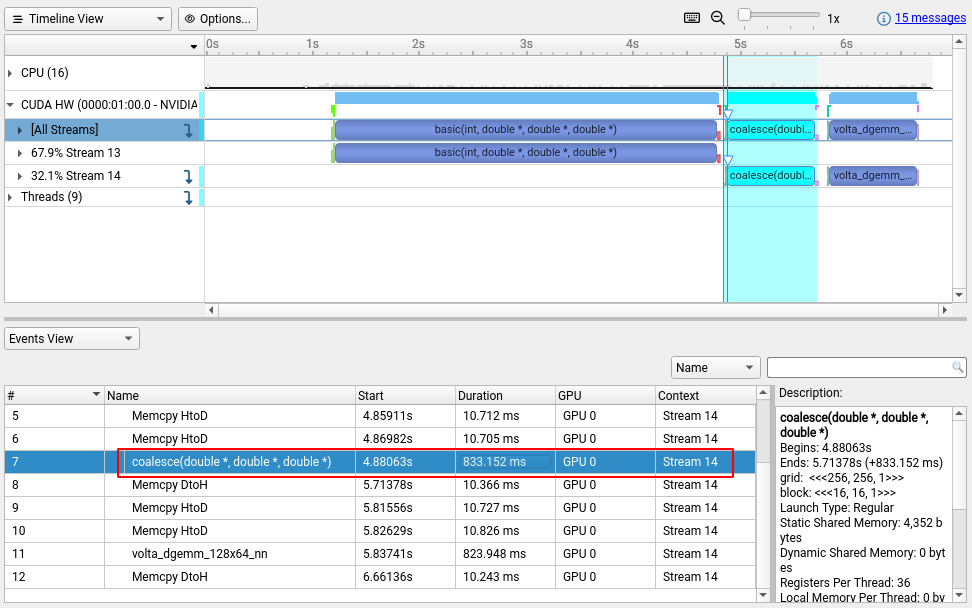 Timeline View Options... 1x 15 messages
0s 1s 2s 3s 4s 5s 6s
CPU (16)
CUDA HW (0000:01:00.0 - NVIDIA
[All Streams] basic(int, double *, double *, double *) coalesce(doubl... volta_dgemm_...
67.9% Stream 13 basic(int, double *, double *, double *)
32.1% Stream 14 coalesce(doubl... volta_dgemm_...
Threads (9)
Events View
Name
# Name Start Duration GPU Context
5 Memcpy HtoD 4.85911s 10.712 ms GPU 0 Stream 14
6 Memcpy HtoD 4.86982s 10.705 ms GPU 0 Stream 14
7 coalesce(double *, double *, double *) 4.88063s 833.152 ms GPU 0 Stream 14
8 Memcpy DtoH 5.71378s 10.366 ms GPU 0 Stream 14
9 Memcpy HtoD 5.81556s 10.727 ms GPU 0 Stream 14
10 Memcpy HtoD 5.82629s 10.826 ms GPU 0 Stream 14
11 volta_dgemm_128x64_nn 5.83741s 823.948 ms GPU 0 Stream 14
12 Memcpy DtoH 6.66136s 10.243 ms GPU 0 Stream 14
Description:
coalesce(double *, double *,
double *)
Begins: 4.88063s
Ends: 5.71378s (+833.152 ms)
grid: <<<256, 256, 1>>>
block: <<<16, 16, 1>>>
Launch Type: Regular
Static Shared Memory: 4,352 b
ytes
Dynamic Shared Memory: 0 byt
es
Registers Per Thread: 36
Local Memory Per Thread: 0 by